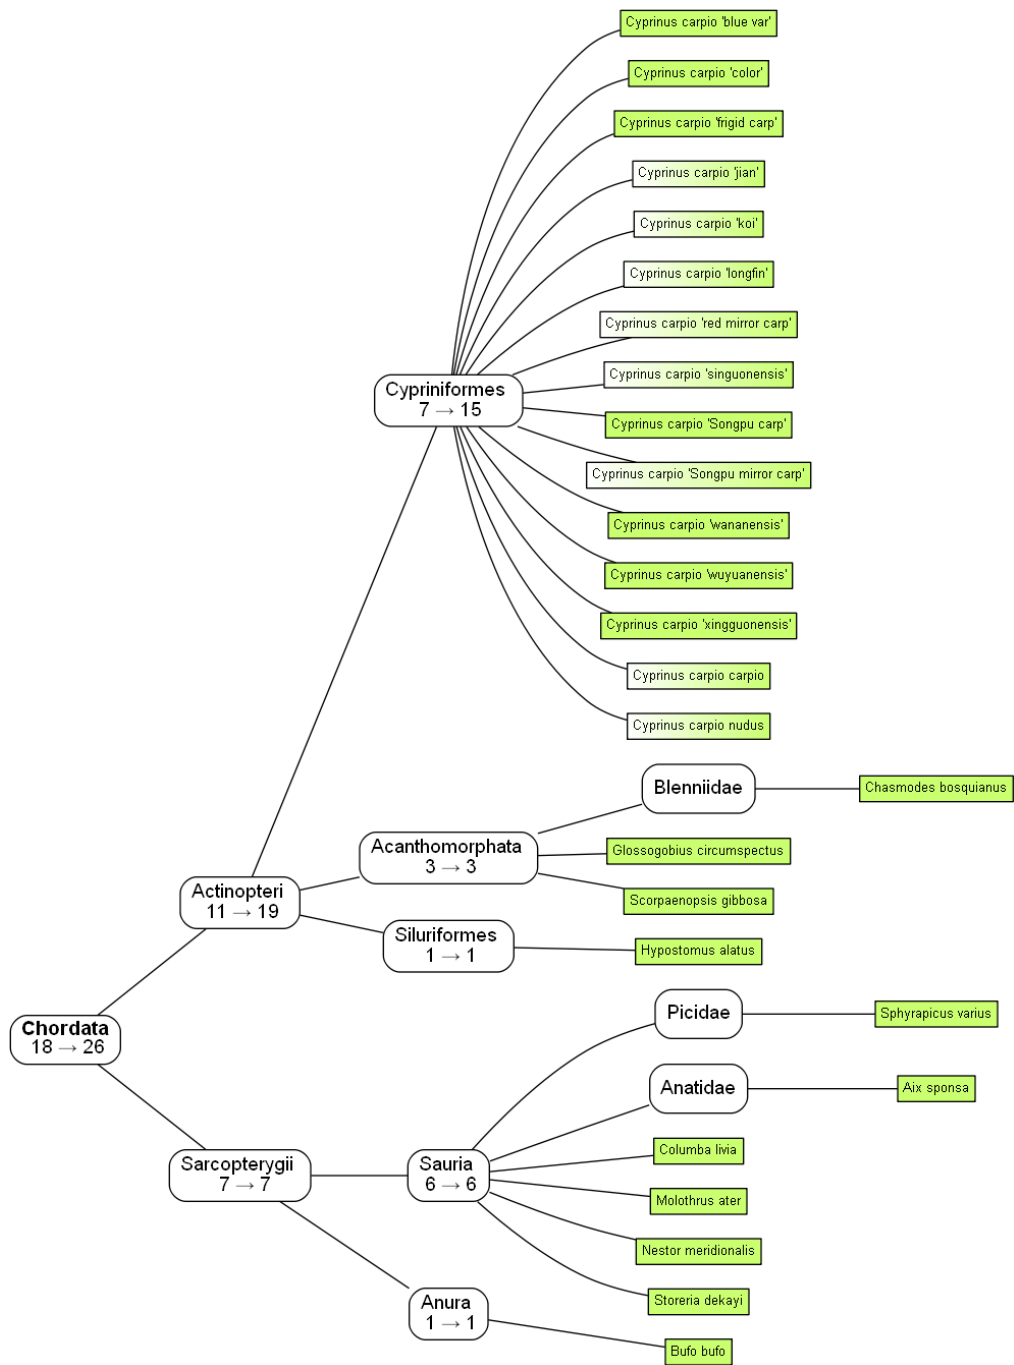 Cyprinus carpio 'blue var'
Cyprinus carpio 'color'
Cyprinus carpio 'frigid carp'
Cyprinus carpio 'jian'
Cyprinus carpio 'koi'
Cyprinus carpio 'longfin'
Cyprinus carpio 'red mirror carp'
Cyprinus carpio 'singuonensis'
Cypriniformes
7 → 15
Cyprinus carpio 'Songpu carp'
Cyprinus carpio 'Songpu mirror carp'
Cyprinus carpio 'wananensis'
Cyprinus carpio 'wuyuanensis'
Cyprinus carpio 'xingguonensis'
Cyprinus carpio carpio
Cyprinus carpio nudus
Blenniidae
Chasmodes bosquianus
Acanthomorphata
3 → 3
Glossogobius circumspectus
Scorpaenopsis gibbosa
Actinopteri
11 → 19
Siluriformes
1 → 1
Hypostomus alatus
Picidae
Sphyrapicus varius
Chordata
18 → 26
Anatidae
Aix sponsa
Columba livia
Sarcopterygii
7 → 7
Sauria
6 → 6
Molothrus ater
Nestor meridionalis
Storeria dekayi
Anura
1 → 1
Bufo bufo